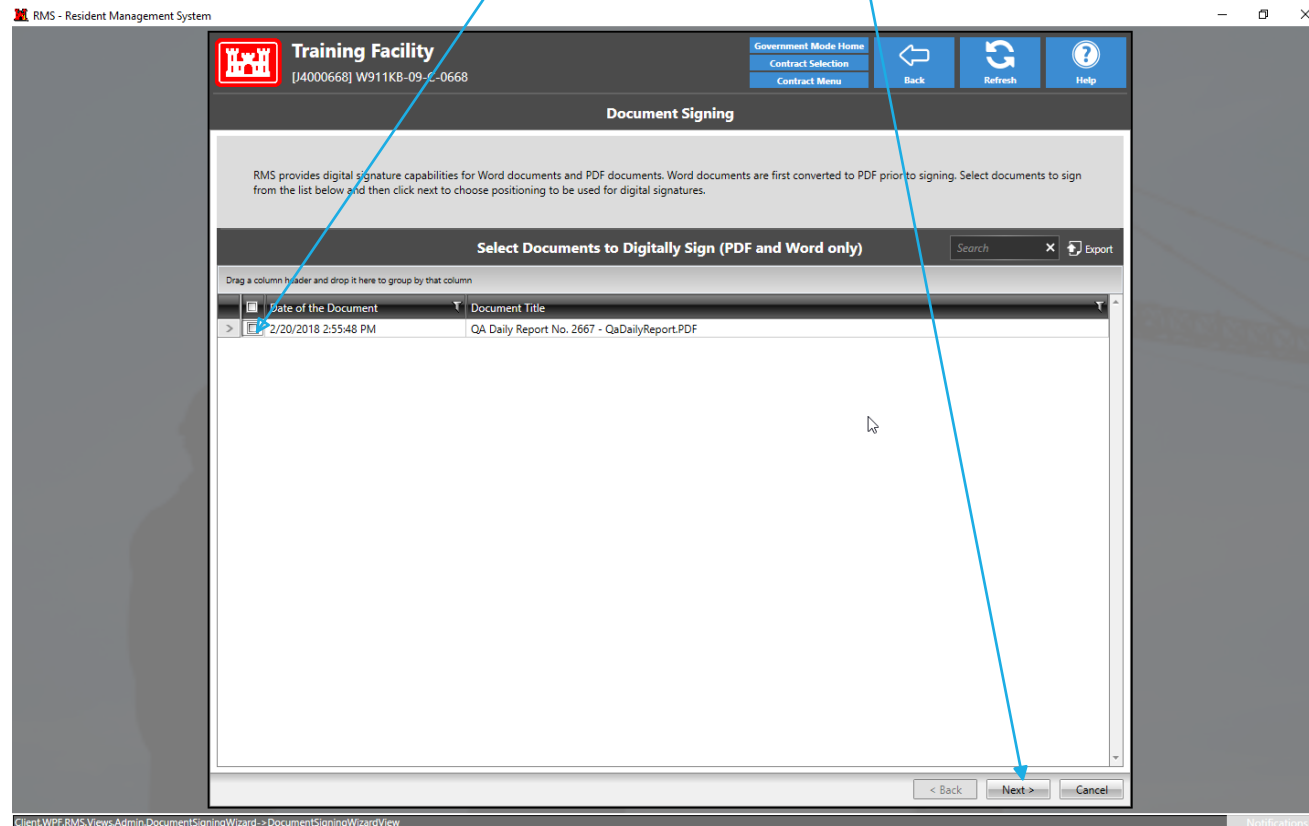 RMS - Resident Management System
Training Facility
[J4000668] W911KB-09-C-0668
Government Mode Home
Contract Selection
Contract Menu
Back
Refresh
Help
Document Signing
RMS provides digital signature capabilities for Word documents and PDF documents. Word documents are first converted to PDF prior to signing. Select documents to sign
from the list below and then click next to choose positioning to be used for digital signatures.
Select Documents to Digitally Sign (PDF and Word only)
Search
Export
Drag a column header and drop it here to group by that column
Date of the Document
Document Title
2/20/2018 2:55:48 PM
QA Daily Report No. 2667 - QaDailyReport.PDF
< Back
Next >
Cancel
Client.WPF.RMS.Views.Admin.DocumentSigningWizard->DocumentSigningWizardView
Notifications